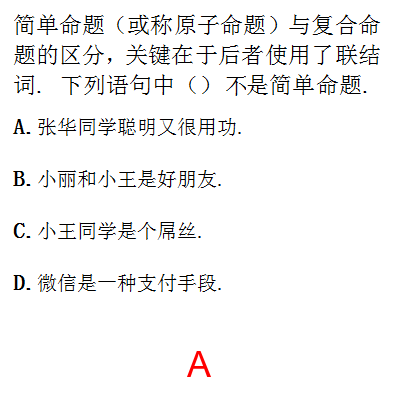 简单命题（或称原子命题）与复合命
题的区分，关键在于后者使用了联结
词. 下列语句中（ ）不是简单命题.
A. 张华同学聪明又很用功.
B. 小丽和小王是好朋友.
C. 小王同学是个屌丝.
D. 微信是一种支付手段.
A